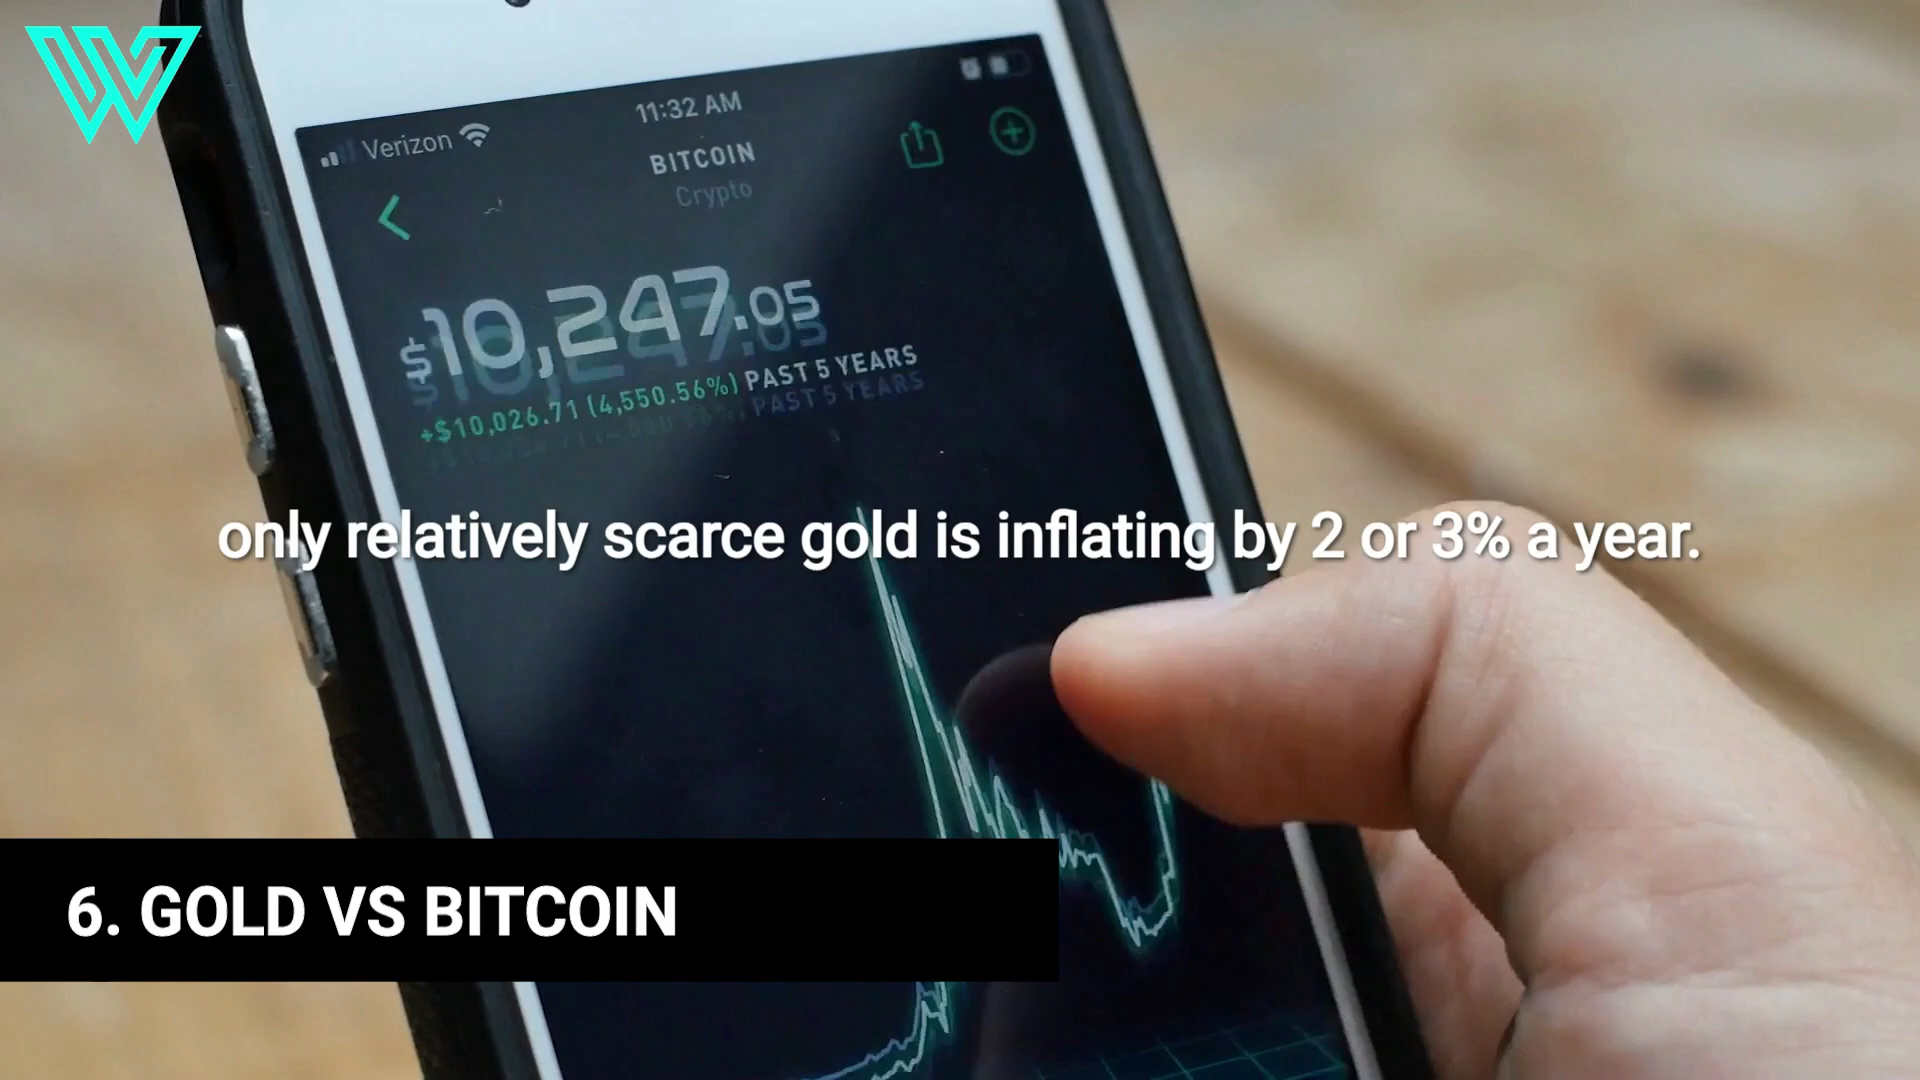 Verizon
11:32 AM
BITCOIN
Crypto
$10,247.05
+$10,026.71 (4,550.56%) PAST 5 YEARS
only relatively scarce gold is inflating by 2 or 3% a year.
6. GOLD VS BITCOIN